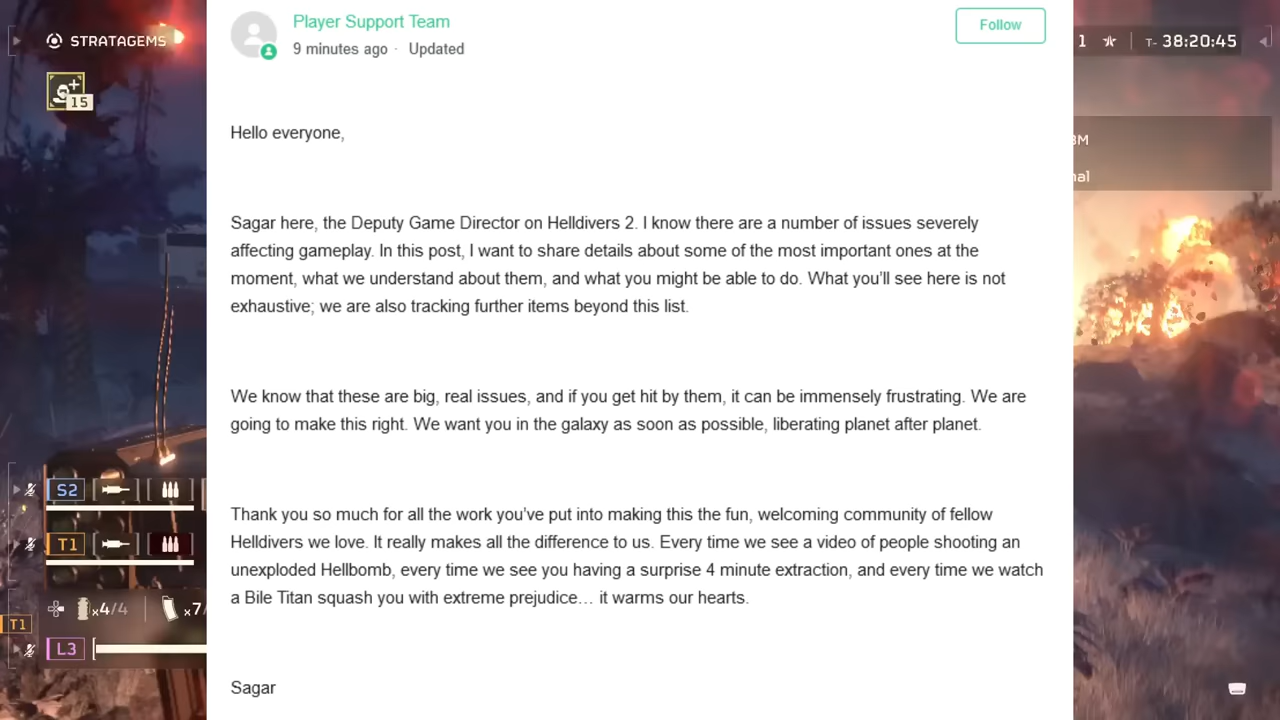 STRATAGEMS
15
Player Support Team
9 minutes ago · Updated
Follow
1
T- 38:20:45
Hello everyone,
Sagar here, the Deputy Game Director on Helldivers 2. I know there are a number of issues severely
affecting gameplay. In this post, I want to share details about some of the most important ones at the
moment, what we understand about them, and what you might be able to do. What you’ll see here is not
exhaustive; we are also tracking further items beyond this list.
We know that these are big, real issues, and if you get hit by them, it can be immensely frustrating. We are
going to make this right. We want you in the galaxy as soon as possible, liberating planet after planet.
Thank you so much for all the work you’ve put into making this the fun, welcoming community of fellow
Helldivers we love. It really makes all the difference to us. Every time we see a video of people shooting an
unexploded Hellbomb, every time we see you having a surprise 4 minute extraction, and every time we watch
a Bile Titan squash you with extreme prejudice… it warms our hearts.
Sagar
S2
T1
x4/4
x7/
T1
L3